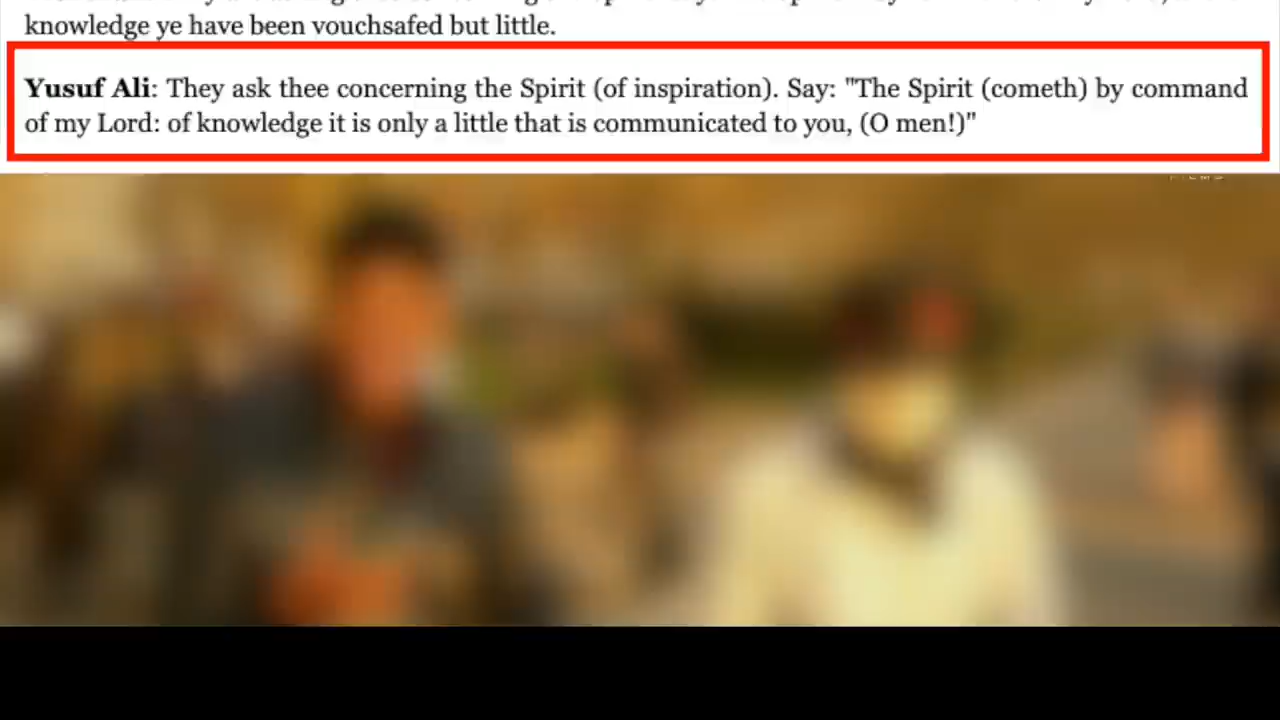 knowledge ye have been vouchsafed but little.
Yusuf Ali: They ask thee concerning the Spirit (of inspiration). Say: "The Spirit (cometh) by command
of my Lord: of knowledge it is only a little that is communicated to you, (O men!)"